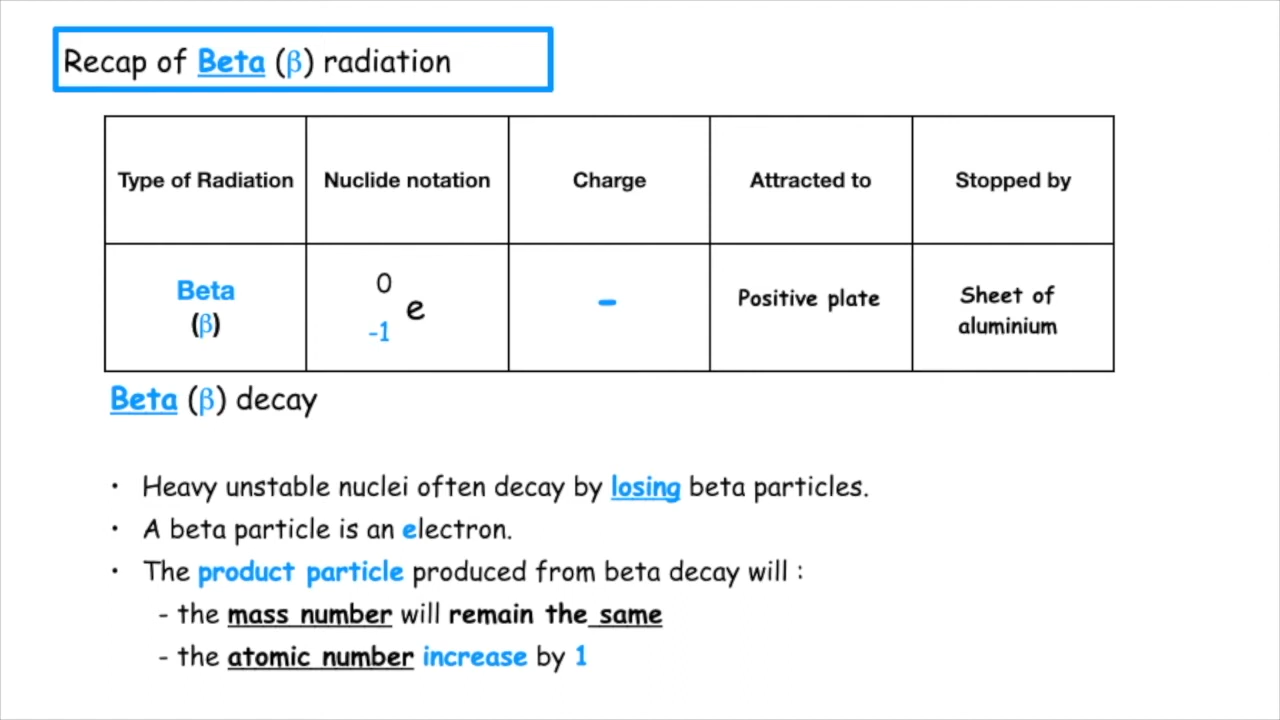 Recap of Beta (β) radiation
Type of Radiation Nuclide notation Charge Attracted to Stopped by
Beta
(β)
0
-1
e
-
Positive plate
Sheet of
aluminium
Beta (β) decay
• Heavy unstable nuclei often decay by losing beta particles.
• A beta particle is an electron.
• The product particle produced from beta decay will :
- the mass number will remain the same
- the atomic number increase by 1